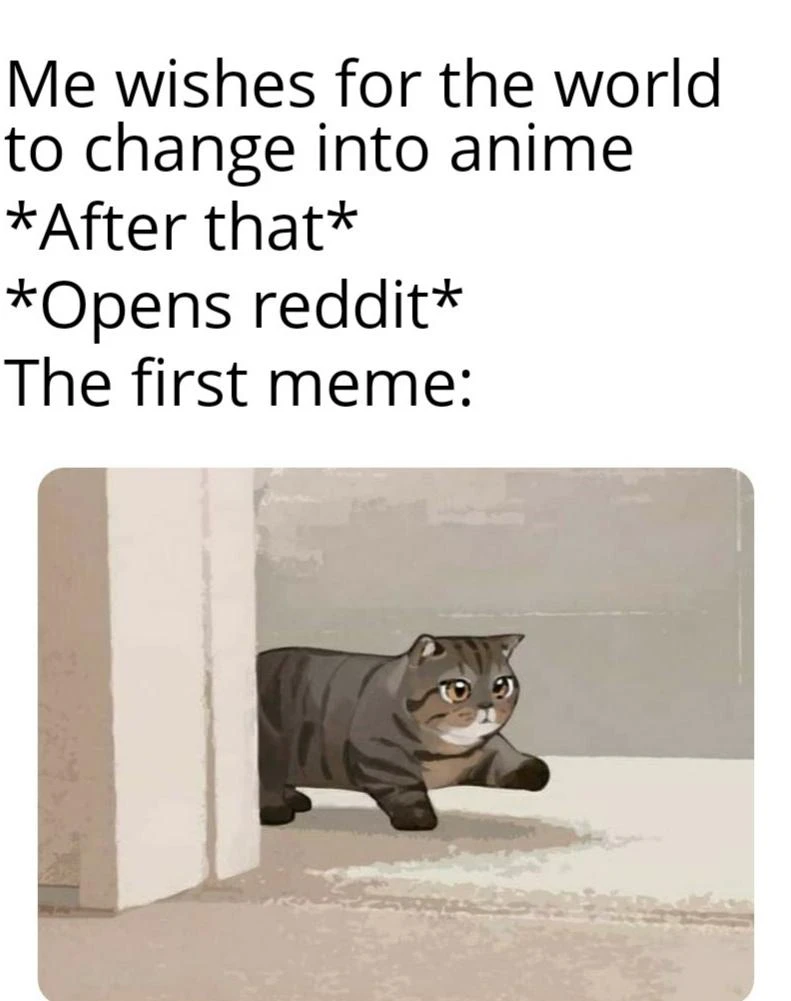 Me wishes for the world
to change into anime
*After that*
*Opens reddit*
The first meme: